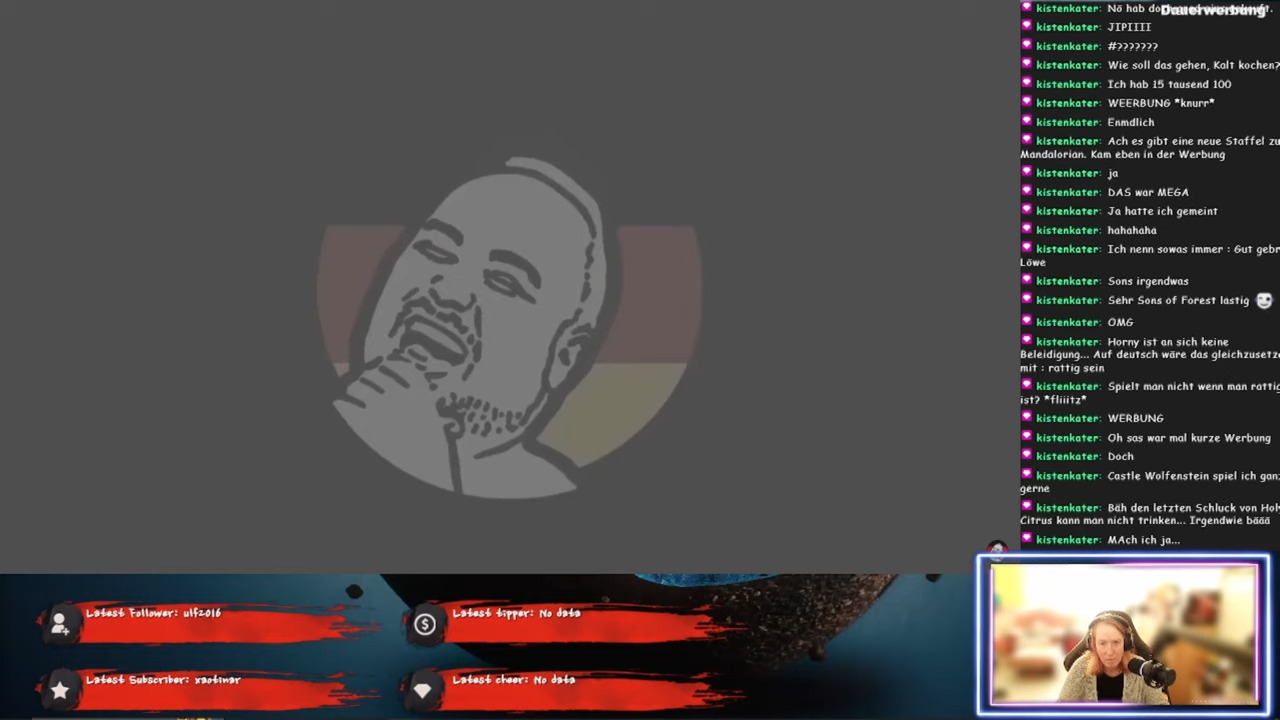 kistenkater: Nö hab
Dauerwerbung
kistenkater: JIPIIII
kistenkater: #???????
kistenkater: Wie soll das gehen, Kalt kochen?
kistenkater: Ich hab 15 tausend 100
kistenkater: WEERBUNG *knurr*
kistenkater: Enmdlich
kistenkater: Ach es gibt eine neue Staffel zu
Mandalorian. Kam eben in der Werbung
kistenkater: ja
kistenkater: DAS war MEGA
kistenkater: Ja hatte ich gemeint
kistenkater: hahahaha
kistenkater: Ich nenn sowas immer : Gut gebr
Löwe
kistenkater: Sons irgendwas
kistenkater: Sehr Sons of Forest lastig
kistenkater: OMG
kistenkater: Horny ist an sich keine
Beleidigung... Auf deutsch wäre das gleichzusetz
mit : rattig sein
kistenkater: Spielt man nicht wenn man rattig
ist? *fliiitz*
kistenkater: WERBUNG
kistenkater: Oh sas war mal kurze Werbung
kistenkater: Doch
kistenkater: Castle Wolfenstein spiel ich gan
gerne
kistenkater: Bäh den letzten Schluck von Hol
Citrus kann man nicht trinken... Irgendwie bäää
kistenkater: MAch ich ja...
Latest Follower: ulf2016
Latest tipper: No data
Latest Subscriber: xaotinar
Latest cheer: No data